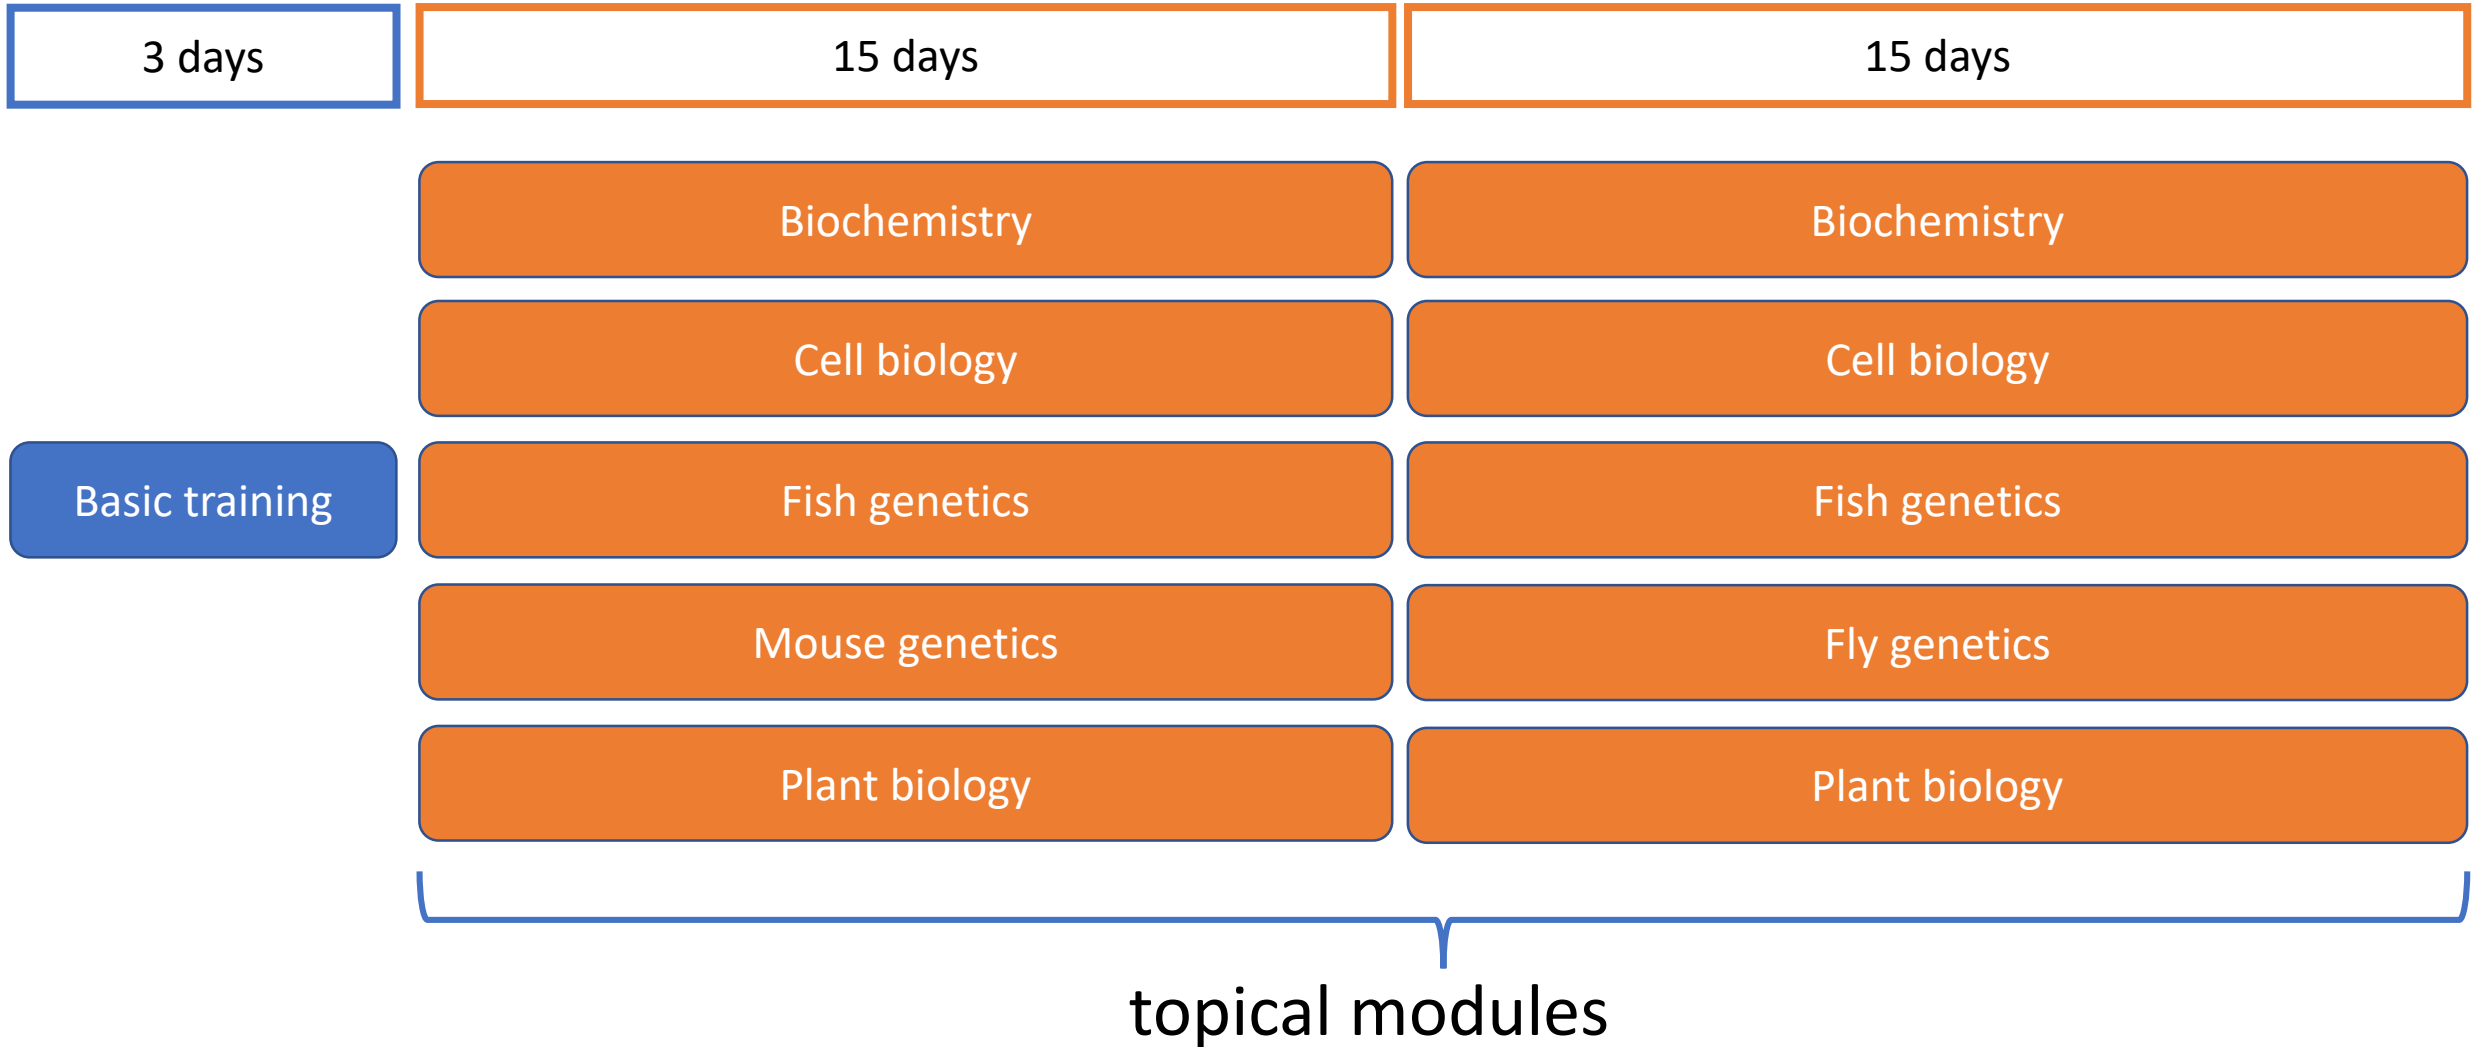 3 days
15 days
15 days
Biochemistry
Biochemistry
Cell biology
Cell biology
Basic training
Fish genetics
Fish genetics
Mouse genetics
Fly genetics
Plant biology
Plant biology
topical modules